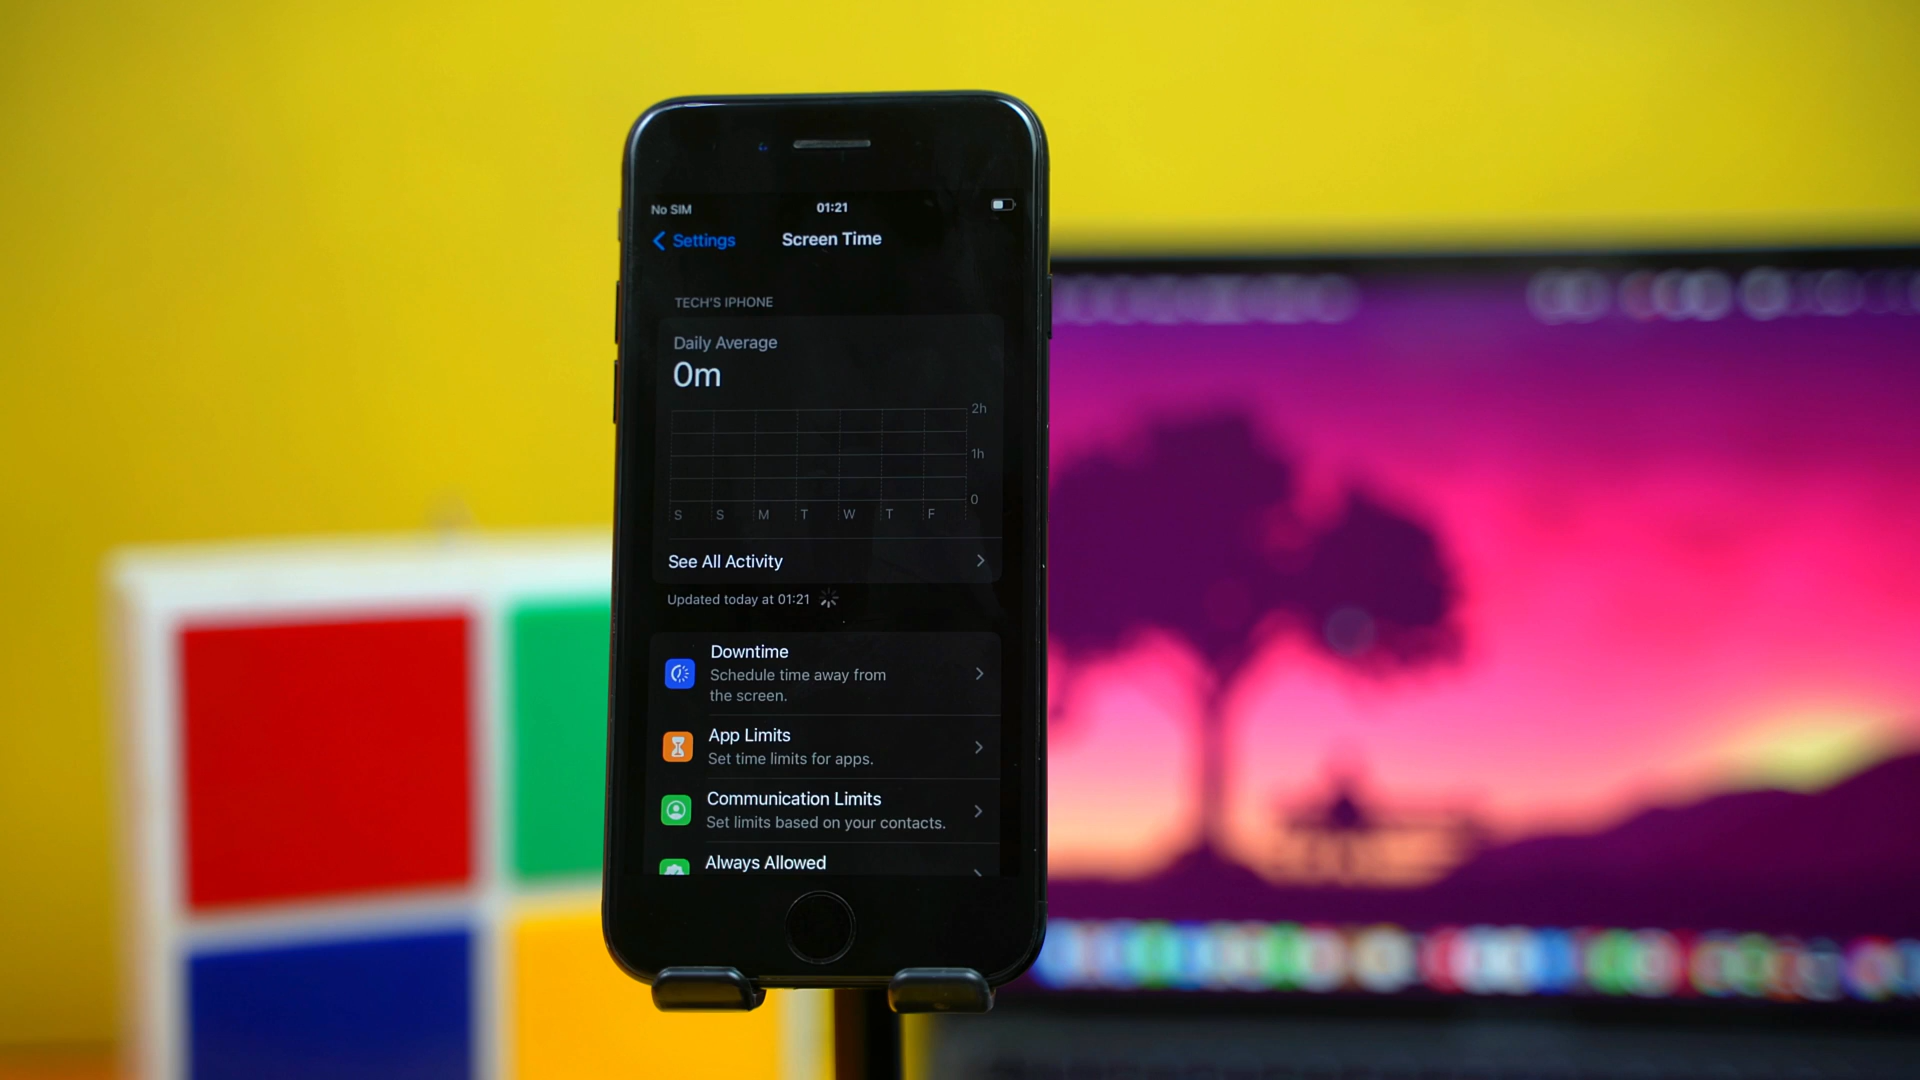 No SIM 01:21
Settings Screen Time
TECH'S IPHONE
Daily Average
0m
2h
1h
0
S S M T W T F
See All Activity
Updated today at 01:21
Downtime
Schedule time away from
the screen.
App Limits
Set time limits for apps.
Communication Limits
Set limits based on your contacts.
Always Allowed